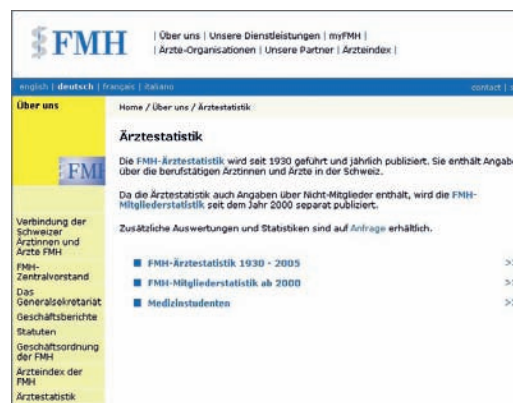 FMH
| Über uns | Unsere Dienstleistungen | myFMH |
| Ärzte-Organisationen | Unsere Partner | Ärzteindex |
english | deutsch | français | italiano
contact |
Über uns
Home / Über uns / Ärztestatistik
FMH
Ärztestatistik
Die FMH-Ärztestatistik wird seit 1930 geführt und jährlich publiziert. Sie enthält Angabe
über die berufstätigen Ärztinnen und Ärzte in der Schweiz.
Da die Ärztestatistik auch Angaben über Nicht-Mitglieder enthält, wird die FMH-
Mitgliederstatistik seit dem Jahr 2000 separat publiziert.
Zusätzliche Auswertungen und Statistiken sind auf Anfrage erhältlich.
FMH-Ärztestatistik 1930 - 2005
FMH-Mitgliederstatistik ab 2000
Medizinstudenten
Verbindung der
Schweizer
Ärztinnen und
Ärzte FMH
FMH-
Zentralvorstand
Das
Generalsekretariat
Geschäftsberichte
Statuten
Geschäftsordnung
der FMH
Ärzteindex der
FMH
Ärztestatistik